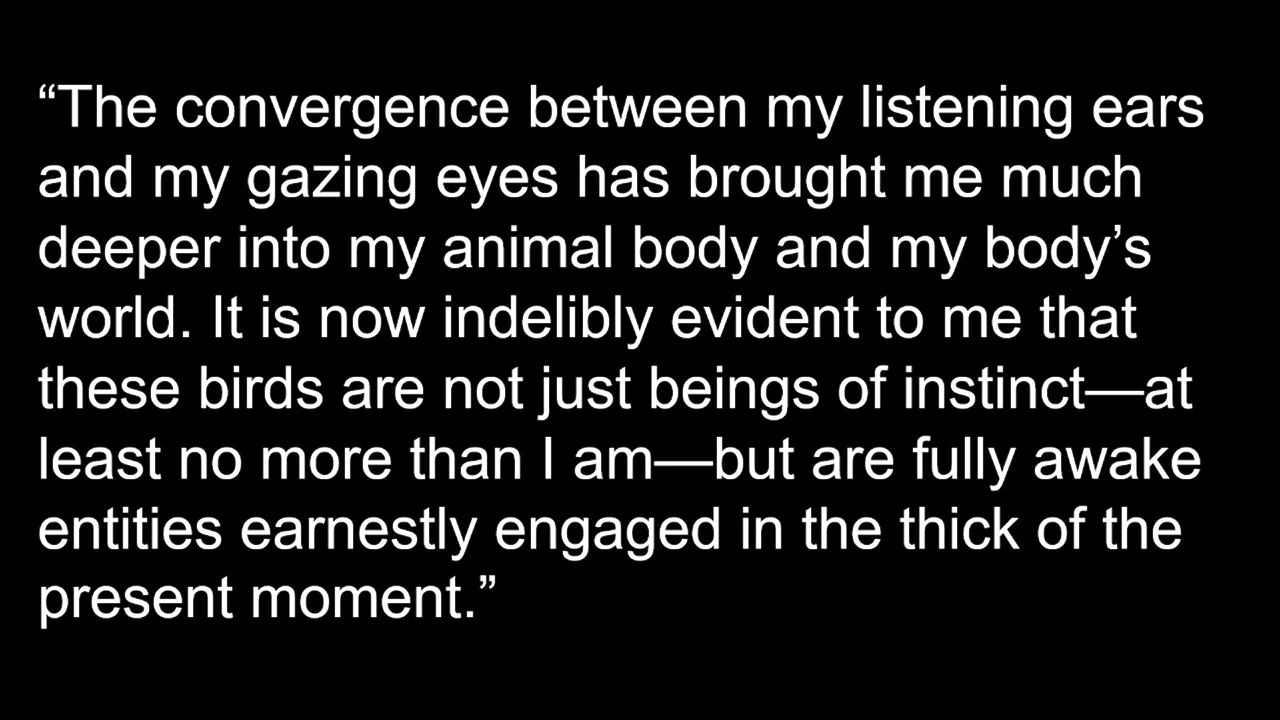 “The convergence between my listening ears
and my gazing eyes has brought me much
deeper into my animal body and my body’s
world. It is now indelibly evident to me that
these birds are not just beings of instinct—at
least no more than I am—but are fully awake
entities earnestly engaged in the thick of the
present moment.”